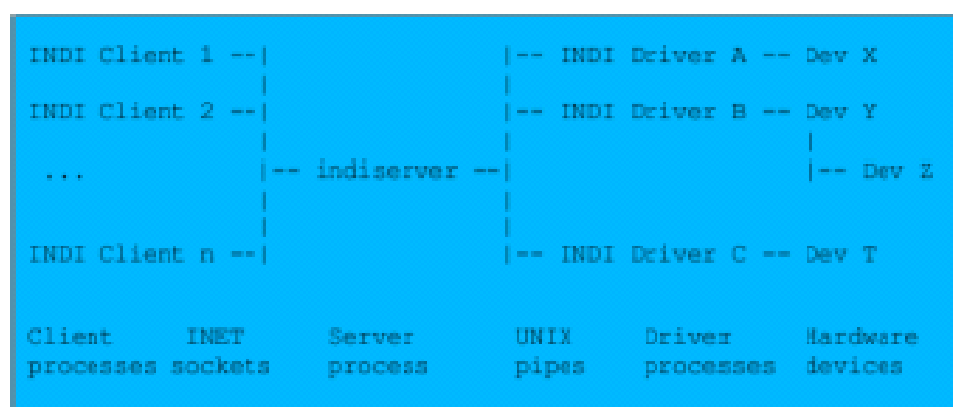 INDI Client 1 --| |-- INDI Driver A -- Dev X
| |
INDI Client 2 --| |-- INDI Driver B -- Dev Y
| | |
... |-- indiserver --| |-- Dev Z
| |
| |
INDI Client n --| |-- INDI Driver C -- Dev T
Client INET Server UNIX Driver Hardware
processes sockets process pipes processes devices